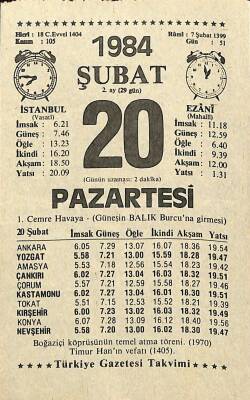 Hicri : 18 C.Evvel 1404
Kasım : 105
1984
Rûmî : 7 Şubat 1399
Gün : 51
ŞUBAT
2. ay (29 gün)
İSTANBUL
(Vasatî)
İmsak : 6.21
Güneş : 7.46
Öğle : 13.23
İkindi : 16.20
Akşam : 18.50
Yatsı : 20.09
20
EZÂNÎ
(Mahallî)
İmsak : 11.18
Güneş : 12.59
Öğle : 6.40
İkindi : 9.39
Akşam : 12.00
Yatsı : 1.31
(Günün uzaması: 2 dakika)
PAZARTESİ
1. Cemre Havaya - (Güneşin BALIK Burcu'na girmesi)
20 Şubat İmsak Güneş Öğle İkindi Akşam Yatsı
ANKARA 6.05 7.29 13.07 16.07 18.36 19.54
YOZGAT 5.58 7.21 13.00 15.59 18.28 19.47
AMASYA 5.53 7.18 12.56 15.54 18.23 19.42
ÇANKIRI 6.02 7.27 13.04 16.03 18.32 19.51
ÇORUM 5.57 7.21 12.59 15.57 18.27 19.46
KASTAMONU 6.02 7.27 13.04 16.01 18.30 19.51
TOKAT 5.51 7.15 12.53 15.52 18.21 19.39
KIRŞEHİR 6.00 7.23 13.02 16.03 18.32 19.49
KONYA 6.07 7.28 13.09 16.12 18.40 19.56
NEVŞEHİR 5.58 7.20 13.00 16.02 18.30 19.47
Boğaziçi köprüsünün temel atma töreni. (1970)
Timur Han'ın vefatı (1405).
★★★★ Türkiye Gazetesi Takvimi ★★★★